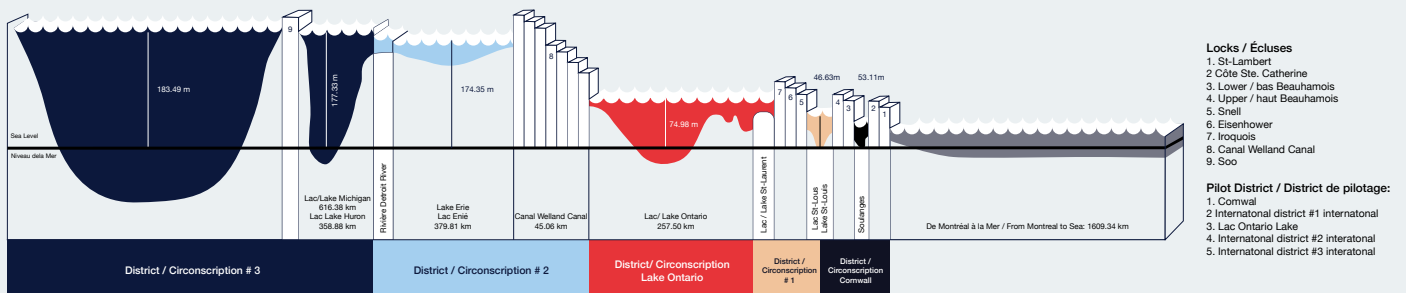 183.49 m
9
177.33 m
174.35 m
8
74.98 m
7
6
5
46.63m
4
3
53.11m
2
1
Sea Level
Niveau dela Mer
Lac/Lake Michigan
616.38 km
Lac Lake Huron
358.88 km
Rivière Detroit River
Lake Erie
Lac Enié
379.81 km
Canal Welland Canal
45.06 km
Lac/ Lake Ontario
257.50 km
Lac / Lake St-Laurent
Lac St-Lous
Lake St-Louis
Soulanges
De Montréal à la Mer / From Montreal to Sea: 1609.34 km
District / Circonscription # 3
District / Circonscription # 2
District/ Circonscription
Lake Ontario
District /
Circonscription
# 1
District /
Circonscription
Cornwall
Locks / Écluses
1. St-Lambert
2 Côte Ste. Catherine
3. Lower / bas Beauhamois
4. Upper / haut Beauhamois
5. Snell
6. Eisenhower
7. Iroquois
8. Canal Welland Canal
9. Soo
Pilot District / District de pilotage:
1. Comwal
2 Internatonal district #1 internatonal
3. Lac Ontario Lake
4. Internatonal district #2 interatonal
5. Internatonal district #3 interatonal